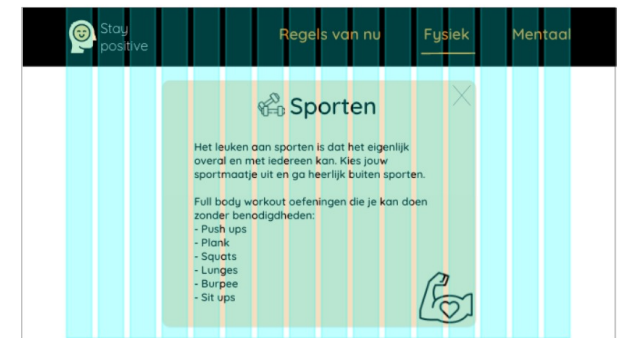 Stay
positive
Regels van nu
Fysiek
Mentaal
Sporten
Het leuken aan sporten is dat het eigenlijk
overal en met iedereen kan. Kies jouw
sportmaatje uit en ga heerlijk buiten sporten.
Full body workout oefeningen die je kan doen
zonder benodigdheden:
- Push ups
- Plank
- Squats
- Lunges
- Burpee
- Sit ups